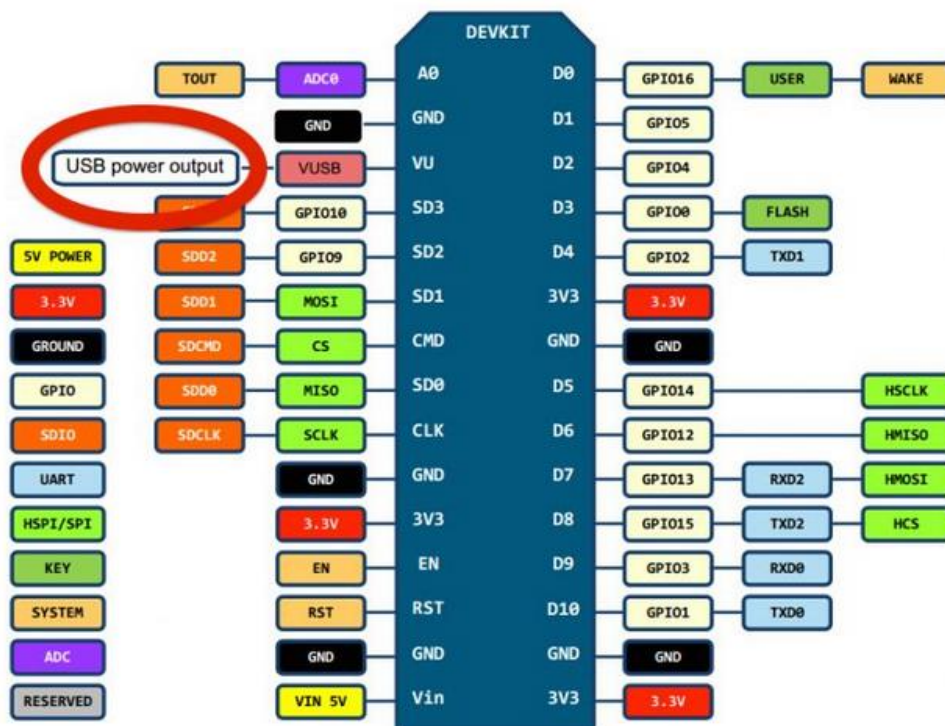 DEVKIT
TOUT ADC0 A0 D0 GPIO16 USER WAKE
GND GND D1 GPIO5
USB power output VUSB VU D2 GPIO4
GPIO10 SD3 D3 GPIO0 FLASH
5V POWER SDD2 GPIO9 SD2 D4 GPIO2 TXD1
3.3V SDD1 MOSI SD1 3V3 3.3V
GROUND SDCMD CS CMD GND GND
GPIO SDD0 MISO SD0 D5 GPIO14 HSCLK
SDIO SDCLK SCLK CLK D6 GPIO12 HMISO
UART GND GND D7 GPIO13 RXD2 HMOSI
HSPI/SPI 3.3V 3V3 D8 GPIO15 TXD2 HCS
KEY EN EN D9 GPIO3 RXD0
SYSTEM RST RST D10 GPIO1 TXD0
ADC GND GND GND GND
RESERVED VIN 5V Vin 3V3 3.3V